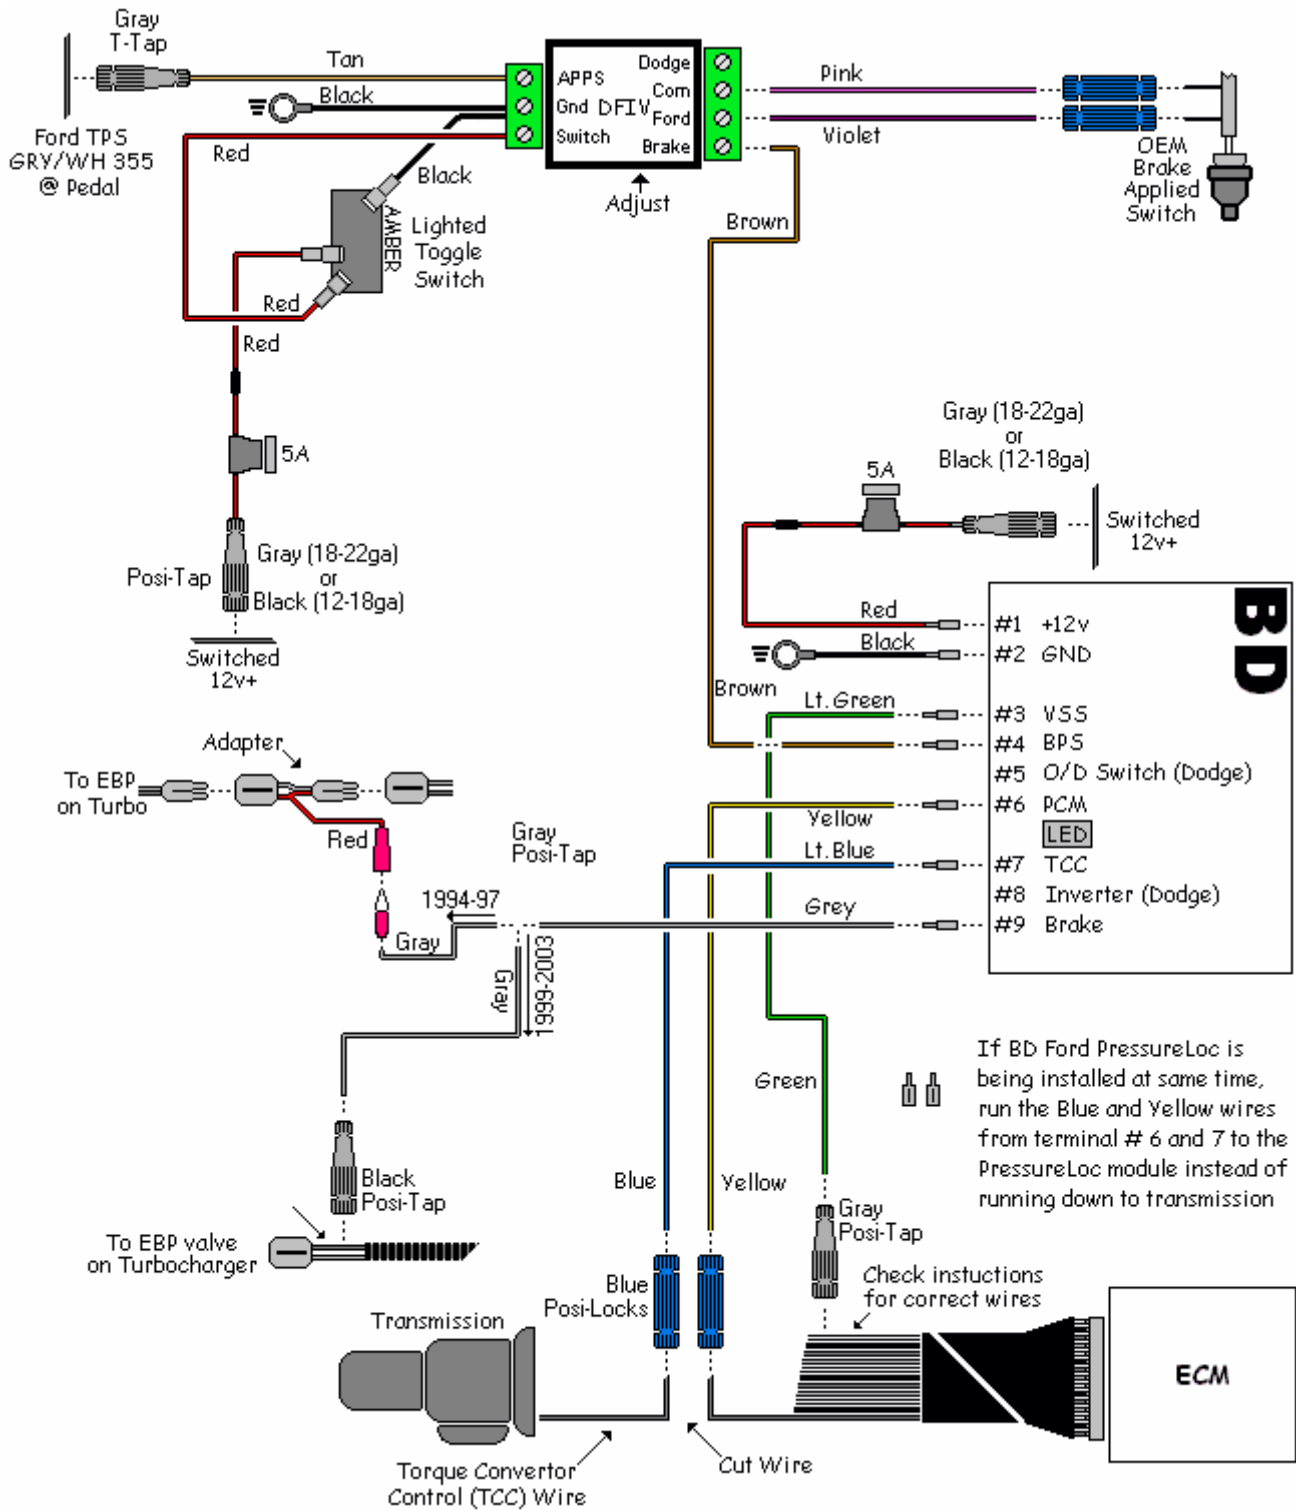 Gray
T-Tap
Tan
Black
Ford TPS
GRY/WH 355
@ Pedal
Red
Black
AMBER
Lighted
Toggle
Switch
Red
Red
5A
Gray (18-22ga)
or
Black (12-18ga)
Posi-Tap
Switched
12v+
APPS
Gnd
Switch
DFIV
Dodge
Com
Ford
Brake
Adjust
Pink
Violet
OEM
Brake
Applied
Switch
Brown
Gray (18-22ga)
or
Black (12-18ga)
5A
Switched
12v+
Red
Black
BD
#1 +12v
#2 GND
#3 VSS
#4 BPS
#5 O/D Switch (Dodge)
#6 PCM
LED
#7 TCC
#8 Inverter (Dodge)
#9 Brake
Brown
Lt. Green
Yellow
Lt. Blue
Grey
Adapter
To EBP
on Turbo
Red
Gray
Posi-Tap
1994-97
Gray
Gray
1999-2003
Black
Posi-Tap
To EBP valve
on Turbocharger
Green
Blue
Yellow
If BD Ford PressureLoc is
being installed at same time,
run the Blue and Yellow wires
from terminal # 6 and 7 to the
PressureLoc module instead of
running down to transmission
Gray
Posi-Tap
Blue
Posi-Locks
Check instuctions
for correct wires
Transmission
ECM
Cut Wire
Torque Convertor
Control (TCC) Wire